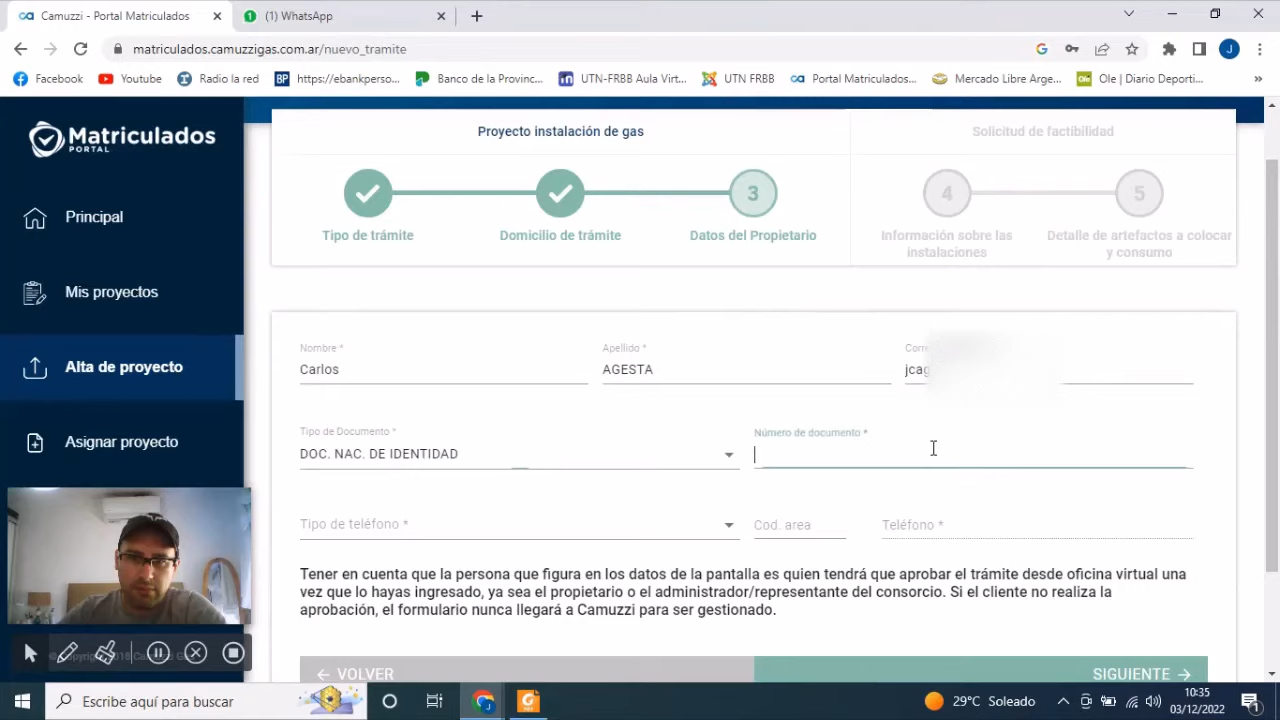 Camuzzi - Portal Matriculados
(1) WhatsApp
matriculados.camuzzigas.com.ar/nuevo_tramite
Facebook
Youtube
Radio la red
BP
https://ebankperso...
Banco de la Provinc...
UTN-FRBB Aula Virt...
UTN FRBB
Portal Matriculados...
Mercado Libre Arge...
Ole
Ole | Diario Deporti...
J
Matriculados
PORTAL
Principal
Mis proyectos
Alta de proyecto
Asignar proyecto
Proyecto instalación de gas
Solicitud de factibilidad
3
4
5
Tipo de trámite
Domicilio de trámite
Datos del Propietario
Información sobre las
instalaciones
Detalle de artefactos a colocar
y consumo
Nombre *
Carlos
Apellido *
AGESTA
jcag
Tipo de Documento *
DOC. NAC. DE IDENTIDAD
Número de documento *
Tipo de teléfono *
Cod. area
Teléfono *
Tener en cuenta que la persona que figura en los datos de la pantalla es quien tendrá que aprobar el trámite desde oficina virtual una
vez que lo hayas ingresado, ya sea el propietario o el administrador/representante del consorcio. Si el cliente no realiza la
aprobación, el formulario nunca llegará a Camuzzi para ser gestionado.
VOLVER
SIGUIENTE
Escribe aquí para buscar
29°C Soleado
10:35
03/12/2022
1